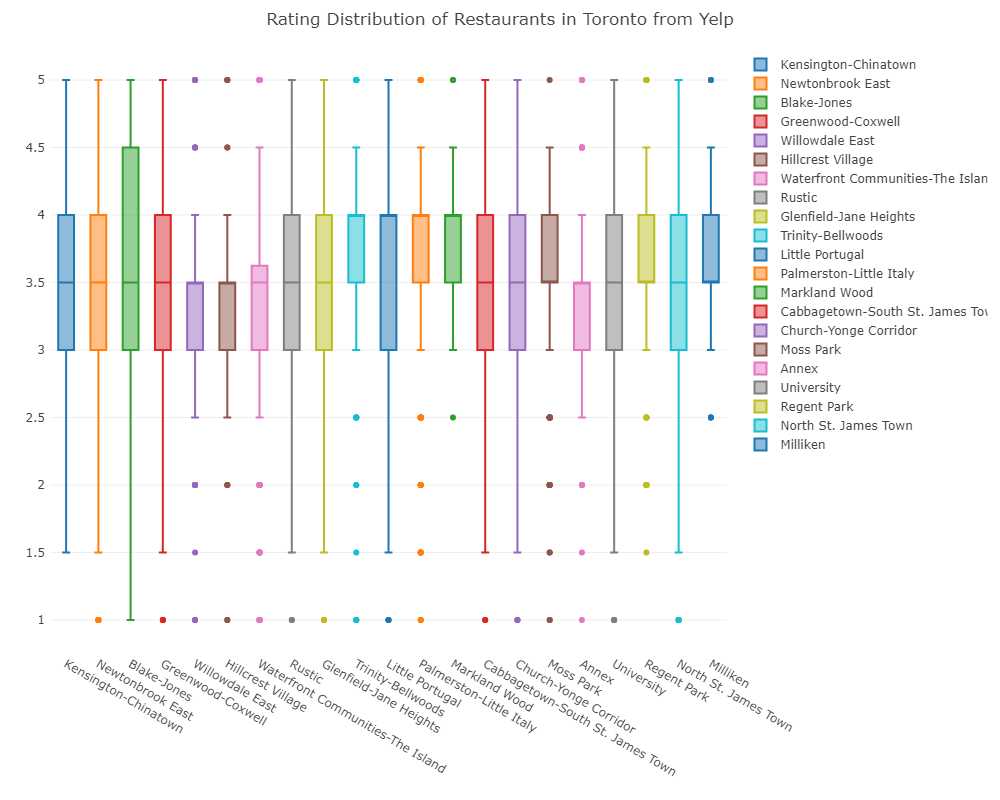 Rating Distribution of Restaurants in Toronto from Yelp
5
4.5
4
3.5
3
2.5
2
1.5
1
Kensington-Chinatown
Newtonbrook East
Blake-Jones
Greenwood-Coxwell
Willowdale East
Hillcrest Village
Waterfront Communities-The Island
Rustic
Glenfield-Jane Heights
Trinity-Bellwoods
Little Portugal
Palmerston-Little Italy
Markland Wood
Cabbagetown-South St. James Town
Church-Yonge Corridor
Moss Park
Annex
University
Regent Park
North St. James Town
Milliken
Kensington-Chinatown
Newtonbrook East
Blake-Jones
Greenwood-Coxwell
Willowdale East
Hillcrest Village
Waterfront Communities-The Islan
Rustic
Glenfield-Jane Heights
Trinity-Bellwoods
Little Portugal
Palmerston-Little Italy
Markland Wood
Cabbagetown-South St. James Tow
Church-Yonge Corridor
Moss Park
Annex
University
Regent Park
North St. James Town
Milliken